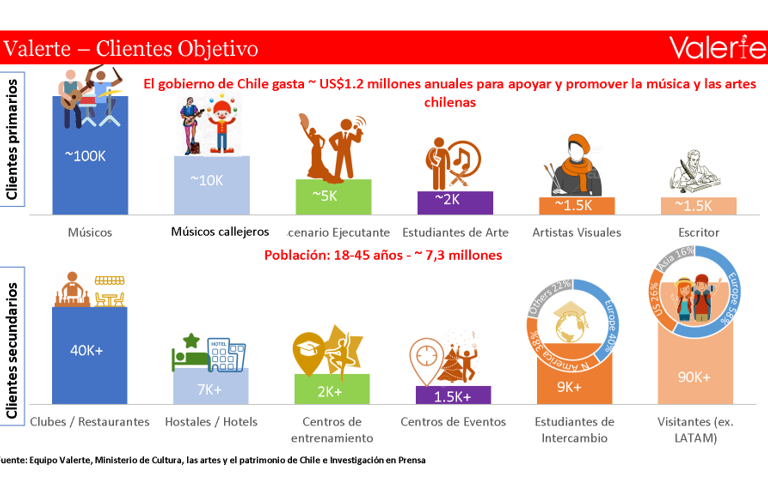 Valerte – Clientes Objetivo
Valerte
Clientes primarios
El gobierno de Chile gasta ~ US$1.2 millones anuales para apoyar y promover la música y las artes
chilenas
~100K
~10K
~5K
~2K
~1.5K
~1.5K
Músicos
Músicos callejeros
cenario Ejecutante
Estudiantes de Arte
Artistas Visuales
Escritor
Población: 18-45 años - ~ 7,3 millones
Clientes secundarios
Others 22%
Europe 40%
N America 38%
Asia 16%
US 26%
Europe 58%
HOTEL
40K+
7K+
2K+
1.5K+
9K+
90K+
Clubes / Restaurantes
Hostales / Hotels
Centros de
entrenamiento
Centros de Eventos
Estudiantes de
Intercambio
Visitantes (ex.
LATAM)
Fuente: Equipo Valerte, Ministerio de Cultura, las artes y el patrimonio de Chile e Investigación en Prensa